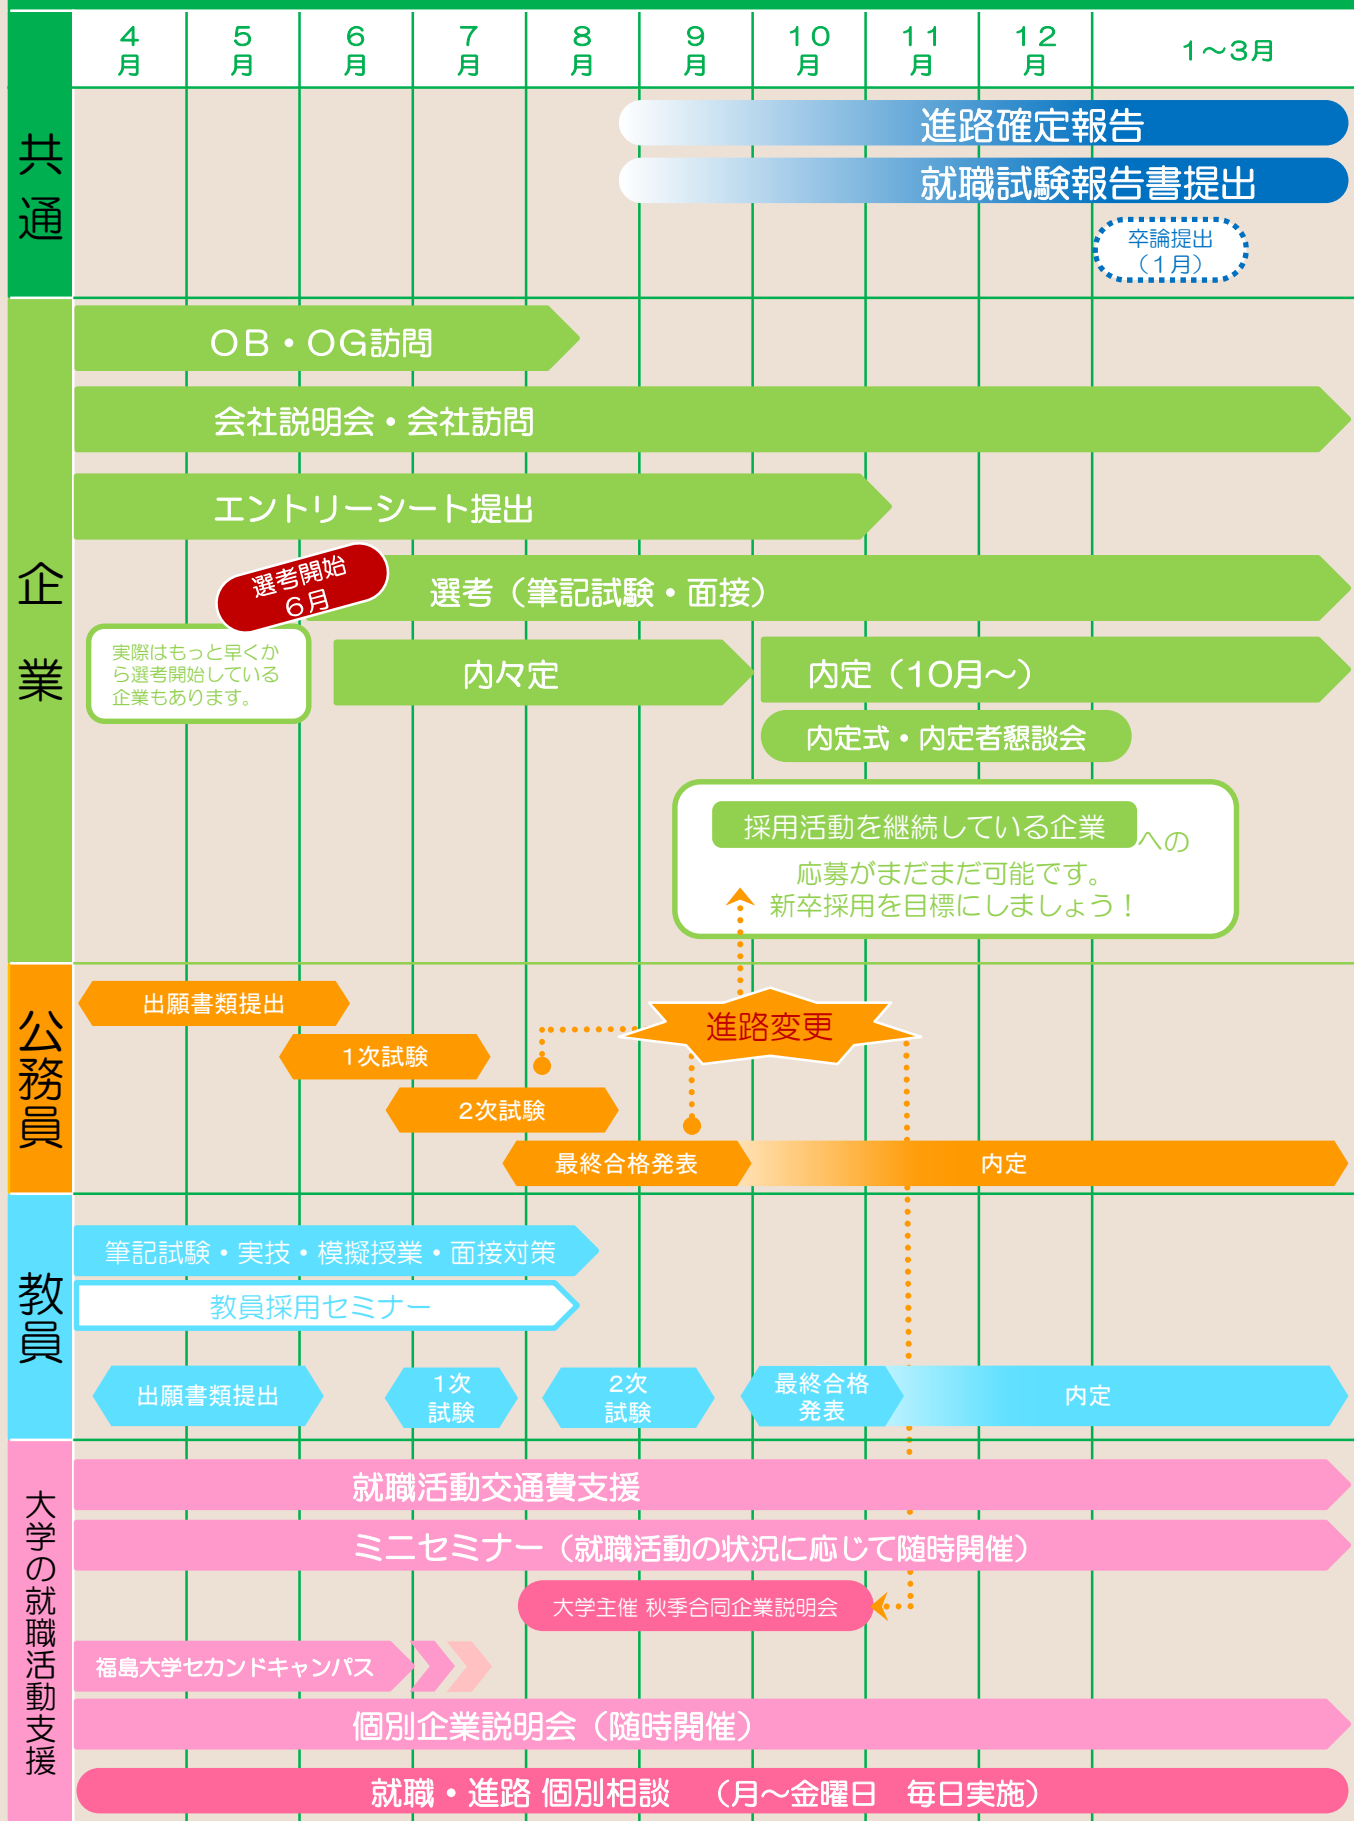 4
月
5
月
6
月
7
月
8
月
9
月
10
月
11
月
12
月
1～3月
共通
進路確定報告
就職試験報告書提出
卒論提出
（1月）
企業
OB・OG訪問
会社説明会・会社訪問
エントリーシート提出
選考開始
6月
選考（筆記試験・面接）
実際はもっと早くか
ら選考開始している
企業もあります。
内々定
内定（10月～）
内定式・内定者懇談会
採用活動を継続している企業
への
応募がまだまだ可能です。
新卒採用を目標にしましょう！
公務員
出願書類提出
進路変更
1次試験
2次試験
最終合格発表
内定
教員
筆記試験・実技・模擬授業・面接対策
教員採用セミナー
出願書類提出
1次
試験
2次
試験
最終合格
発表
内定
大学の就職活動支援
就職活動交通費支援
ミニセミナー（就職活動の状況に応じて随時開催）
大学主催 秋季合同企業説明会
福島大学セカンドキャンパス
個別企業説明会（随時開催）
就職・進路 個別相談　（月～金曜日　毎日実施）